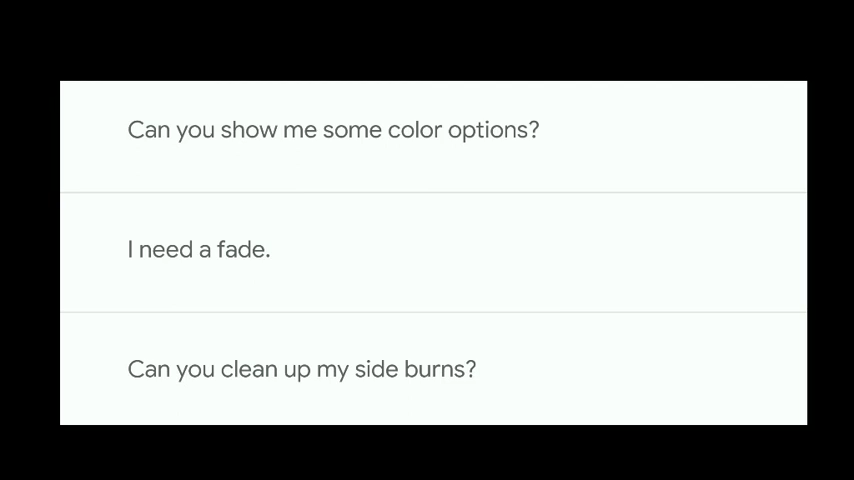 Can you show me some color options?
I need a fade.
Can you clean up my side burns?